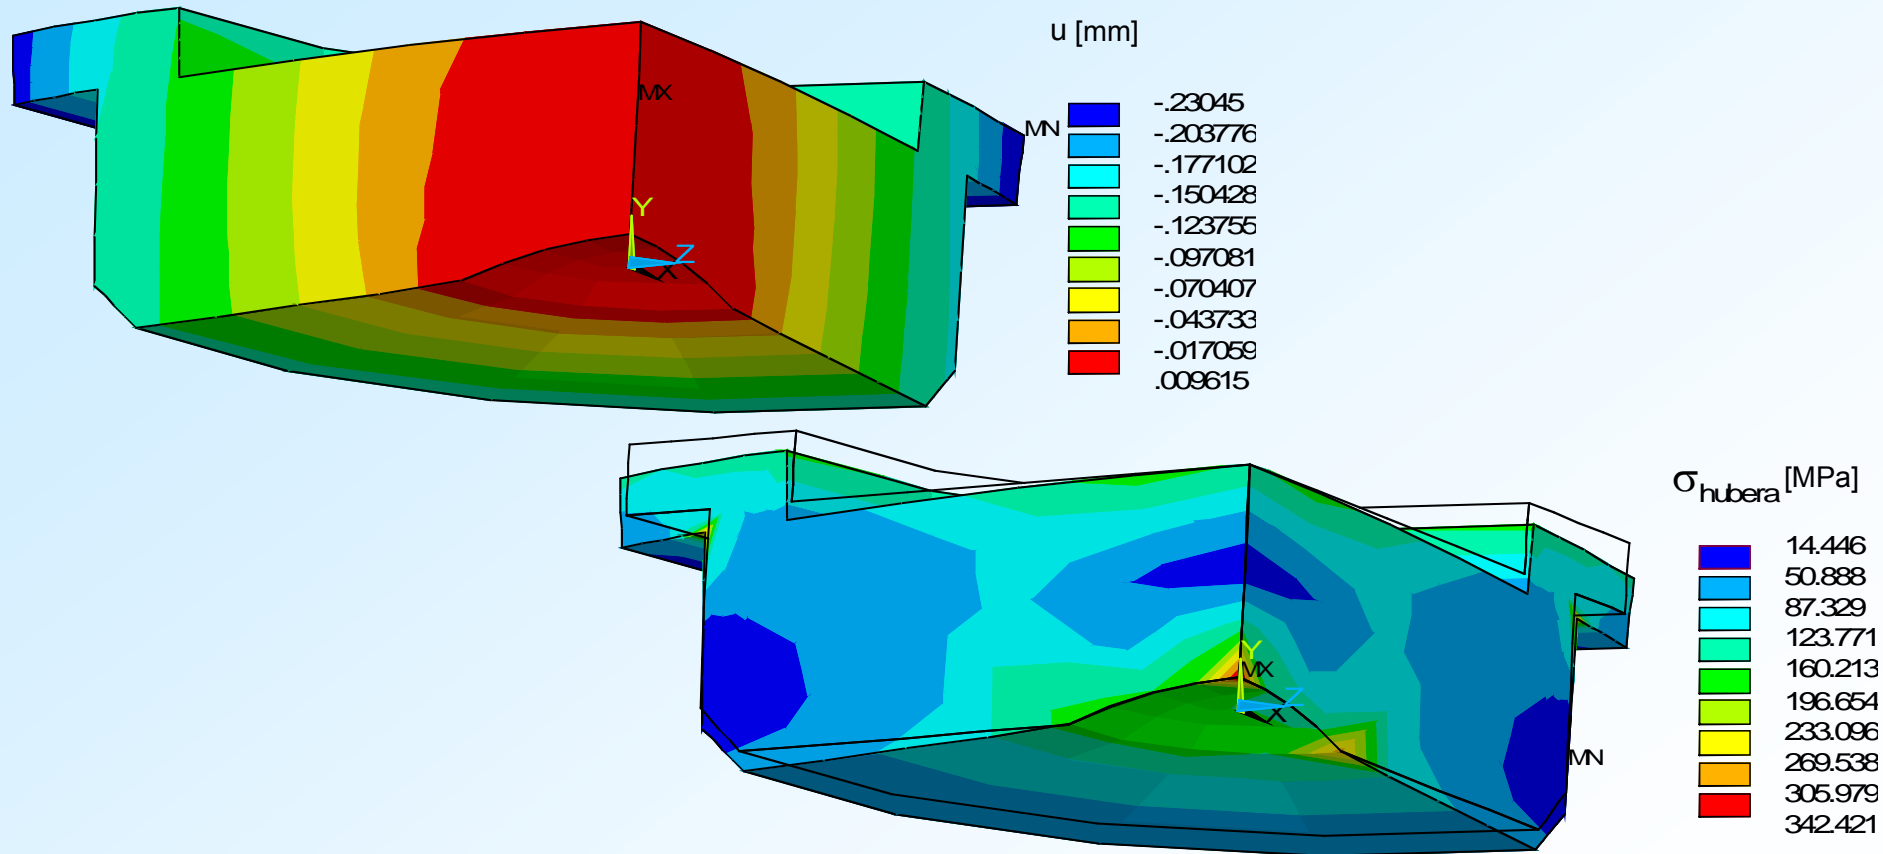 u [mm]
MX
MN
-.23045
-.203776
-.177102
-.150428
-.123755
-.097081
-.070407
-.043733
-.017059
.009615
Y
Z
X
σhubera [MPa]
14.446
50.888
87.329
123.771
160.213
196.654
233.096
269.538
305.979
342.421
Y
MX
Z
X
MN